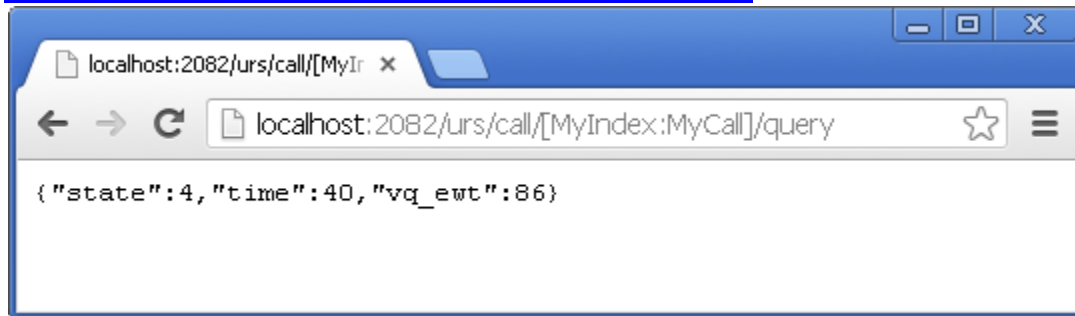 localhost:2082/urs/call/[MyIr
localhost:2082/urs/call/[MyIndex:MyCall]/query
{"state":4,"time":40,"vq_ewt":86}